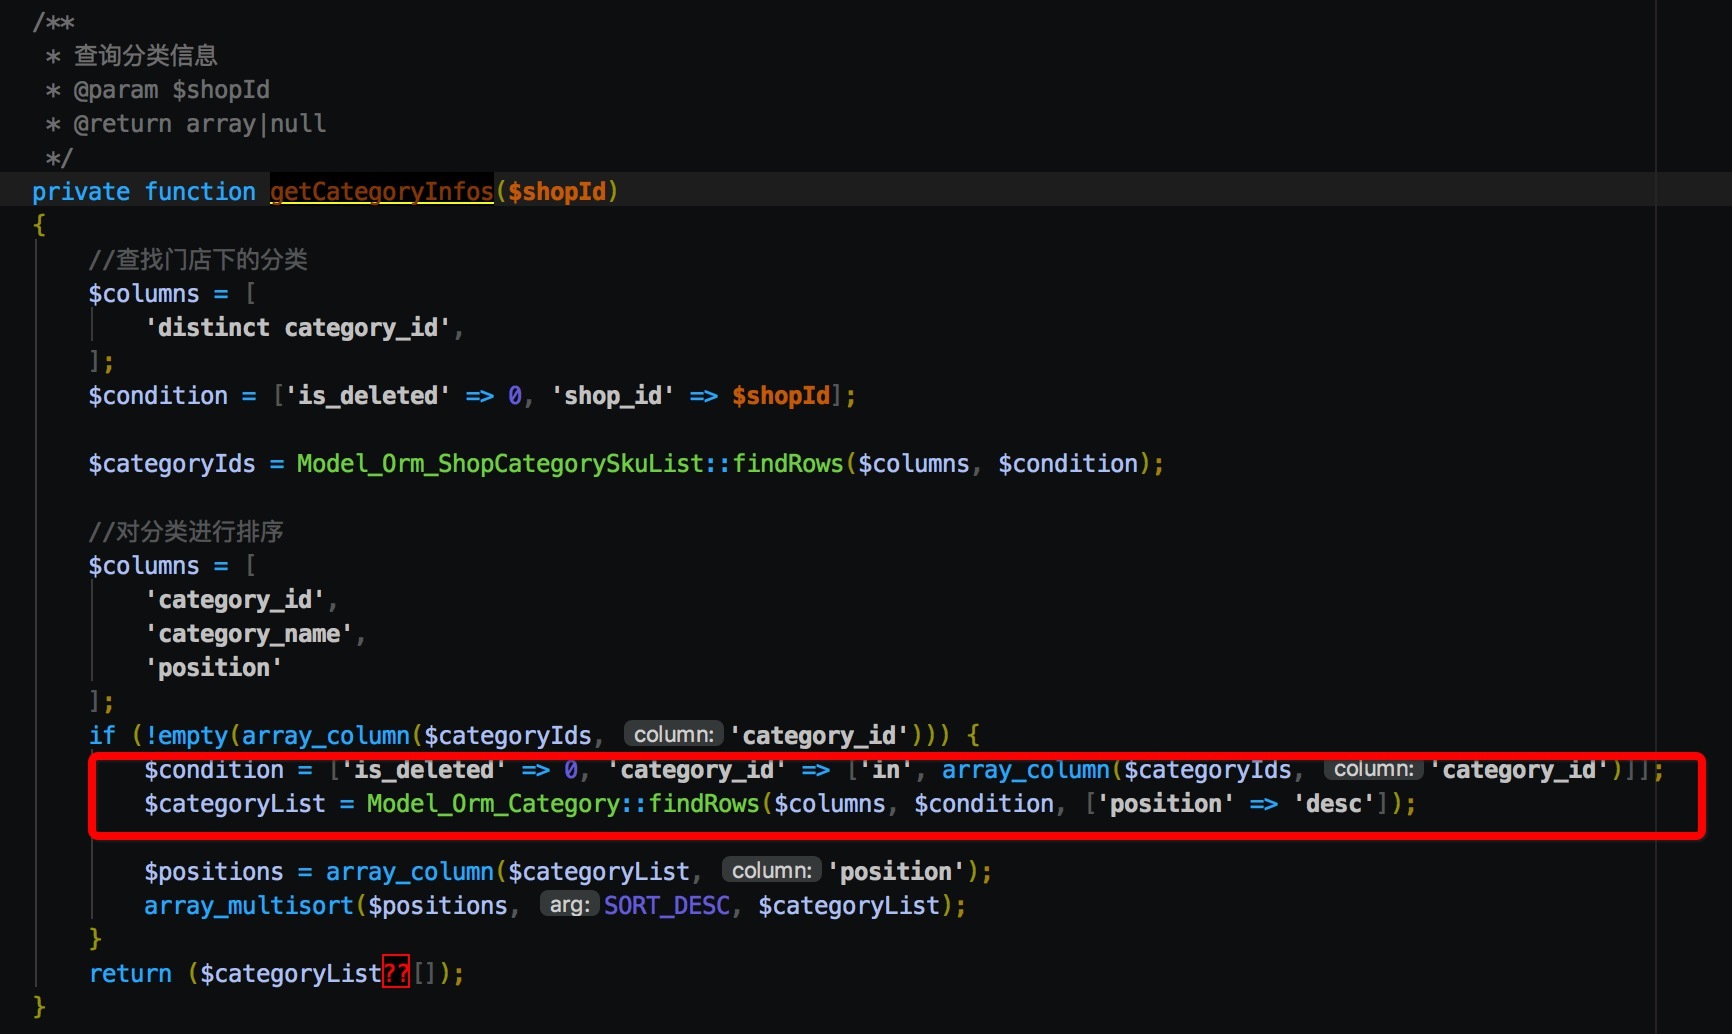 /**
* 查询分类信息
* @param $shopId
* @return array|null
*/
private function getCategoryInfos($shopId)
{
//查找门店下的分类
$columns = [
'distinct category_id',
];
$condition = ['is_deleted' => 0, 'shop_id' => $shopId];
$categoryIds = Model_Orm_ShopCategorySkuList::findRows($columns, $condition);
//对分类进行排序
$columns = [
'category_id',
'category_name',
'position'
];
if (!empty(array_column($categoryIds, column: 'category_id'))) {
$condition = ['is_deleted' => 0, 'category_id' => ['in', array_column($categoryIds, column: 'category_id')]];
$categoryList = Model_Orm_Category::findRows($columns, $condition, ['position' => 'desc']);
$positions = array_column($categoryList, column: 'position');
array_multisort($positions, arg: SORT_DESC, $categoryList);
}
return ($categoryList??[]);
}